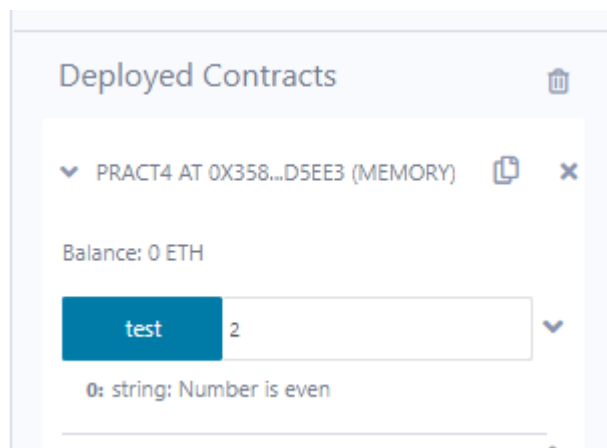 Deployed Contracts
PRACT4 AT 0X358...D5EE3 (MEMORY)
Balance: 0 ETH
test 2
0: string: Number is even